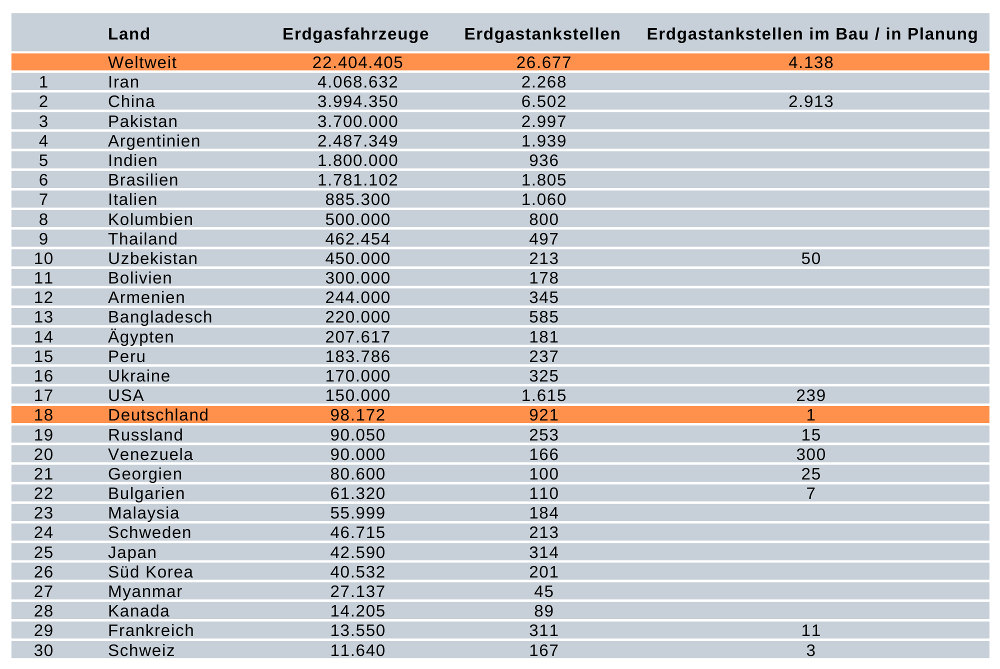 Land Erdgasfahrzeuge Erdgastankstellen Erdgastankstellen im Bau / in Planung
Weltweit 22.404.405 26.677 4.138
1 Iran 4.068.632 2.268
2 China 3.994.350 6.502 2.913
3 Pakistan 3.700.000 2.997
4 Argentinien 2.487.349 1.939
5 Indien 1.800.000 936
6 Brasilien 1.781.102 1.805
7 Italien 885.300 1.060
8 Kolumbien 500.000 800
9 Thailand 462.454 497
10 Uzbekistan 450.000 213 50
11 Bolivien 300.000 178
12 Armenien 244.000 345
13 Bangladesch 220.000 585
14 Ägypten 207.617 181
15 Peru 183.786 237
16 Ukraine 170.000 325
17 USA 150.000 1.615 239
18 Deutschland 98.172 921 1
19 Russland 90.050 253 15
20 Venezuela 90.000 166 300
21 Georgien 80.600 100 25
22 Bulgarien 61.320 110 7
23 Malaysia 55.999 184
24 Schweden 46.715 213
25 Japan 42.590 314
26 Süd Korea 40.532 201
27 Myanmar 27.137 45
28 Kanada 14.205 89
29 Frankreich 13.550 311 11
30 Schweiz 11.640 167 3